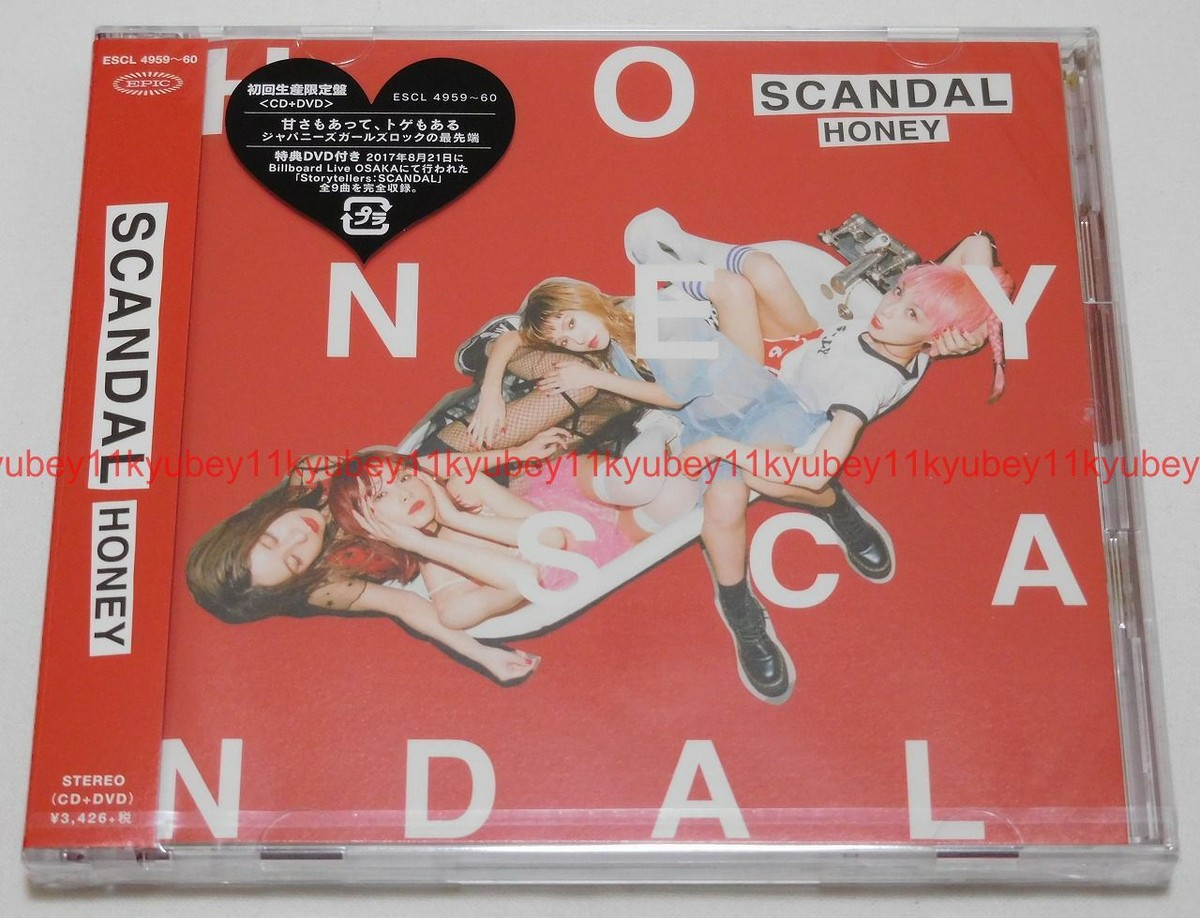 ESCL 4959〜60
EPIC
SCANDAL
HONEY
STEREO
(CD+DVD)
¥3,426+税
初回生産限定盤
<CD+DVD>
ESCL 4959〜60
甘さもあって、トゲもある
ジャパニーズガールズロックの最先端
特典DVD付き 2017年8月21日に
Billboard Live OSAKAにて行われた
「Storytellers:SCANDAL」
全9曲を完全収録。
プラ
H O
SCANDAL
HONEY
N E Y
S C A
N D A L
kyubey11kyubey11kyubey11kyubey11kyubey11kyubey11kyubey11kyubey